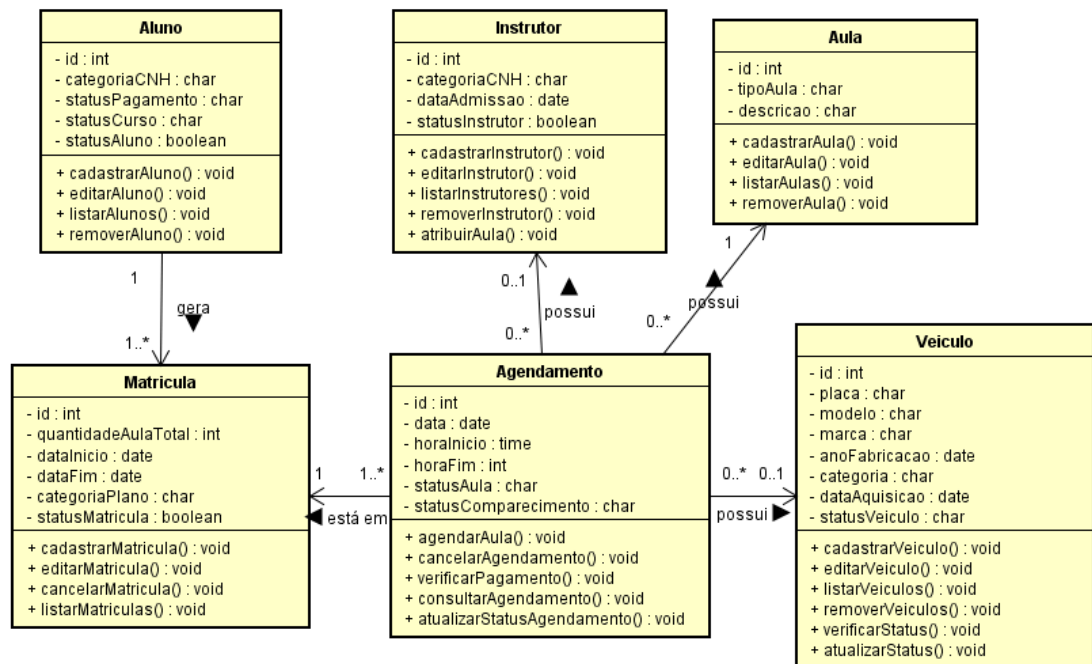 Aluno
- id : int
- categoriaCNH : char
- statusPagamento : char
- statusCurso : char
- statusAluno : boolean
+ cadastrarAluno() : void
+ editarAluno() : void
+ listarAlunos() : void
+ removerAluno() : void
Instrutor
- id : int
- categoriaCNH : char
- dataAdmissao : date
- statusInstrutor : boolean
+ cadastrarInstrutor() : void
+ editarInstrutor() : void
+ listarInstrutores() : void
+ removerInstrutor() : void
+ atribuirAula() : void
Aula
- id : int
- tipoAula : char
- descricao : char
+ cadastrarAula() : void
+ editarAula() : void
+ listarAulas() : void
+ removerAula() : void
1
gera
1..*
0..1
possui
0..*
1
possui
0..*
Matricula
- id : int
- quantidadeAulaTotal : int
- dataInicio : date
- dataFim : date
- categoriaPlano : char
- statusMatricula : boolean
+ cadastrarMatricula() : void
+ editarMatricula() : void
+ cancelarMatricula() : void
+ listarMatriculas() : void
1
1..*
está em
Agendamento
- id : int
- data : date
- horaInicio : time
- horaFim : int
- statusAula : char
- statusComparecimento : char
+ agendarAula() : void
+ cancelarAgendamento() : void
+ verificarPagamento() : void
+ consultarAgendamento() : void
+ atualizarStatusAgendamento() : void
0..*
0..1
possui
Veiculo
- id : int
- placa : char
- modelo : char
- marca : char
- anoFabricacao : date
- categoria : char
- dataAquisicao : date
- statusVeiculo : char
+ cadastrarVeiculo() : void
+ editarVeiculo() : void
+ listarVeiculos() : void
+ removerVeiculos() : void
+ verificarStatus() : void
+ atualizarStatus() : void